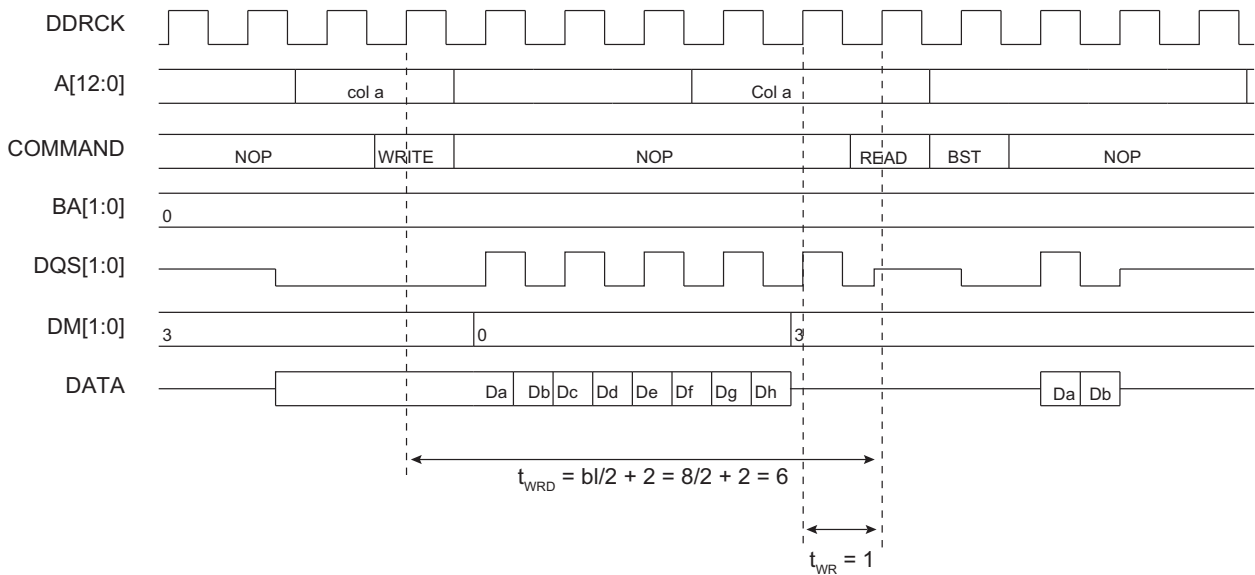 DDRCK
A[12:0] col a Col a
COMMAND NOP WRITE NOP READ BST NOP
BA[1:0] 0
DQS[1:0]
DM[1:0] 3 0 3
DATA Da Db Dc Dd De Df Dg Dh Da Db
tWRD = bl/2 + 2 = 8/2 + 2 = 6
tWR = 1